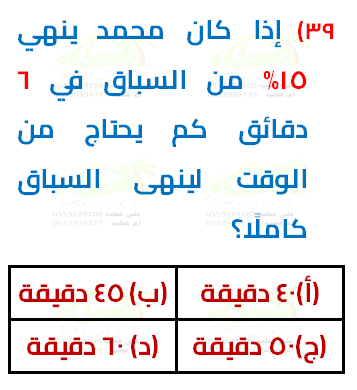 ٣٩) إذا كان محمد ينهي
١٥% من السباق في ٦
دقائق كم يحتاج من
الوقت لينهى السباق
كاملًا؟
(أ) ٤٠ دقيقة (ب) ٤٥ دقيقة
(ج) ٥٠ دقيقة (د) ٦٠ دقيقة